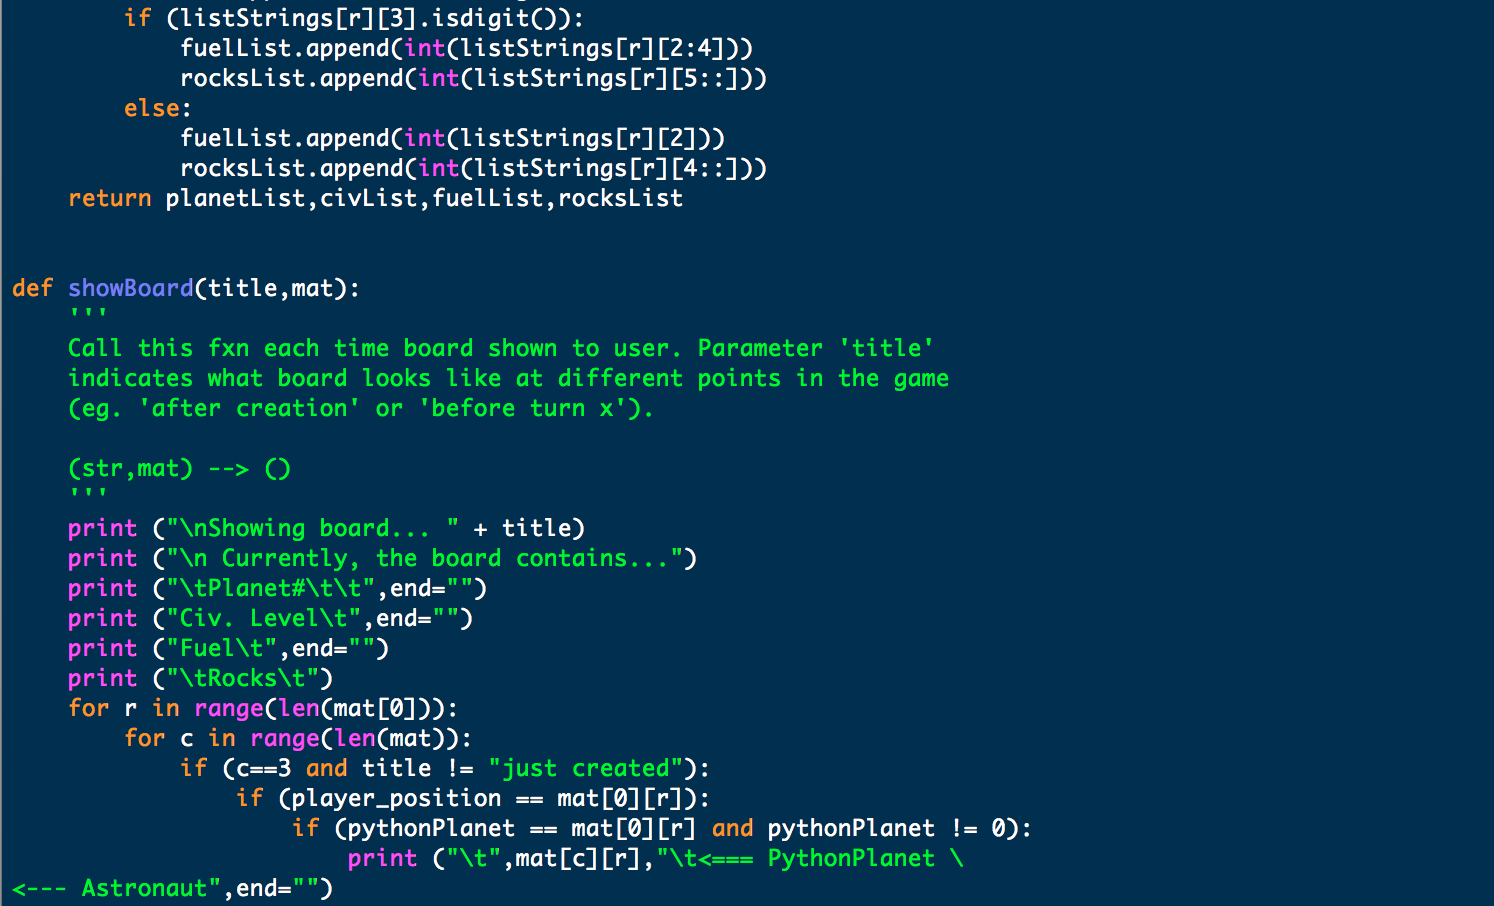 if (listStrings[r][3].isdigit()):
            fuelList.append(int(listStrings[r][2:4]))
            rocksList.append(int(listStrings[r][5::]))
        else:
            fuelList.append(int(listStrings[r][2]))
            rocksList.append(int(listStrings[r][4::]))
    return planetList,civList,fuelList,rocksList


def showBoard(title,mat):
    '''
    Call this fxn each time board shown to user. Parameter 'title'
    indicates what board looks like at different points in the game
    (eg. 'after creation' or 'before turn x').

    (str,mat) --> ()
    '''
    print ("\nShowing board... " + title)
    print ("\n Currently, the board contains...")
    print ("\tPlanet#\t\t",end="")
    print ("Civ. Level\t",end="")
    print ("Fuel\t",end="")
    print ("\tRocks\t")
    for r in range(len(mat[0])):
        for c in range(len(mat)):
            if (c==3 and title != "just created"):
                if (player_position == mat[0][r]):
                    if (pythonPlanet == mat[0][r] and pythonPlanet != 0):
                        print ("\t",mat[c][r],"\t<=== PythonPlanet \
<--- Astronaut",end="")